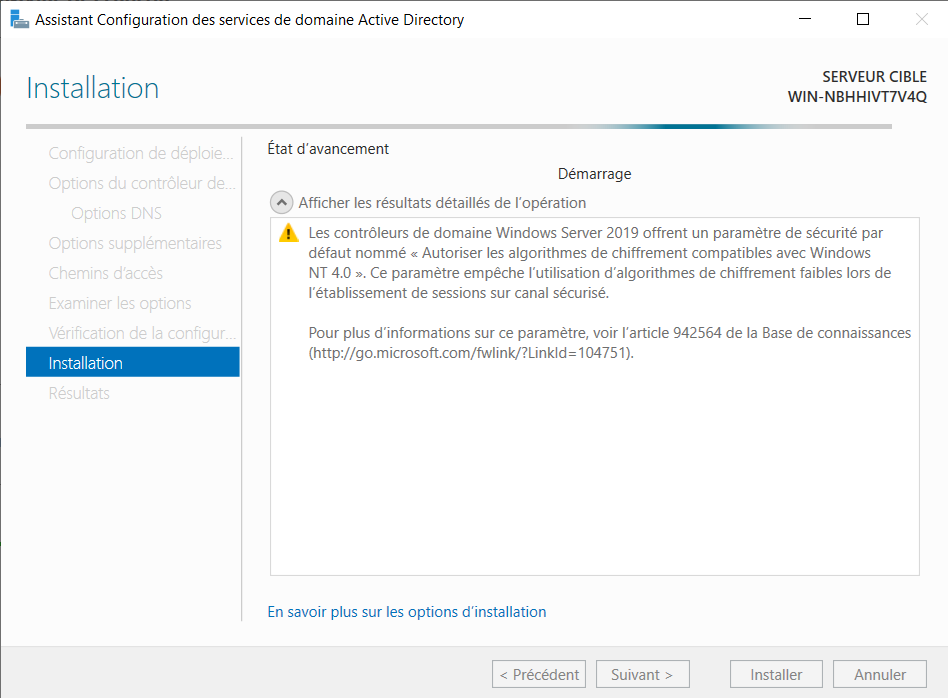 Assistant Configuration des services de domaine Active Directory
Installation
SERVEUR CIBLE
WIN-NBHHIVT7V4Q
Configuration de déploie...
Options du contrôleur de...
Options DNS
Options supplémentaires
Chemins d'accès
Examiner les options
Vérification de la configur...
Installation
Résultats
État d'avancement
Démarrage
Afficher les résultats détaillés de l'opération
Les contrôleurs de domaine Windows Server 2019 offrent un paramètre de sécurité par
défaut nommé « Autoriser les algorithmes de chiffrement compatibles avec Windows
NT 4.0 ». Ce paramètre empêche l'utilisation d'algorithmes de chiffrement faibles lors de
l'établissement de sessions sur canal sécurisé.
Pour plus d'informations sur ce paramètre, voir l'article 942564 de la Base de connaissances
(http://go.microsoft.com/fwlink/?LinkId=104751).
En savoir plus sur les options d'installation
< Précédent
Suivant >
Installer
Annuler